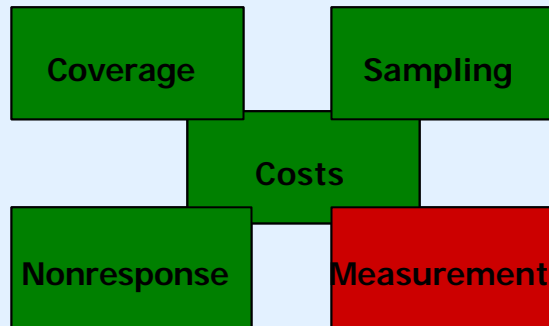 Coverage
Sampling
Costs
Nonresponse
Measurement